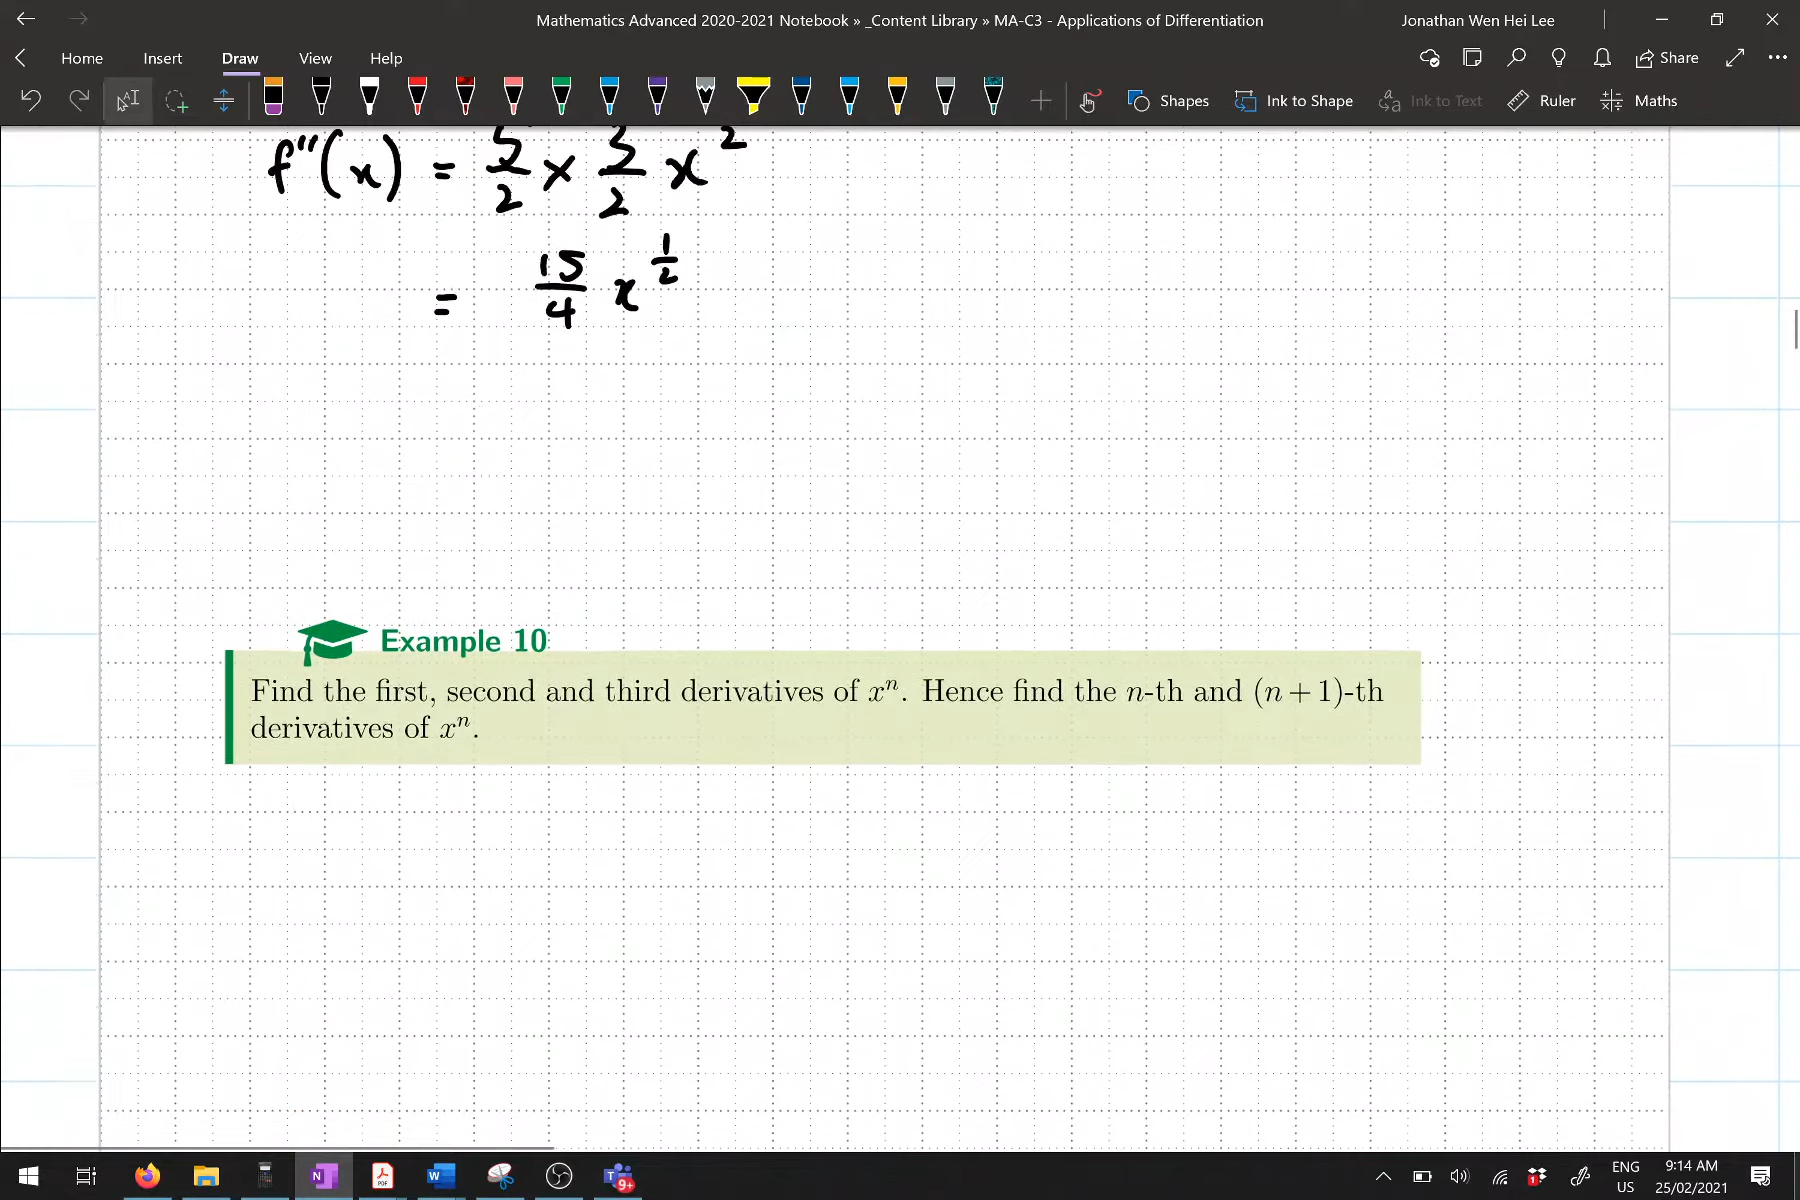 Mathematics Advanced 2020-2021 Notebook » _Content Library » MA-C3 - Applications of Differentiation
Jonathan Wen Hei Lee
Home Insert Draw View Help
Share
Shapes Ink to Shape Ink to Text Ruler Maths
f''(x) = 5/2 × 3/2 x^2
= 15/4 x^(1/2)
Example 10
Find the first, second and third derivatives of x^n. Hence find the n-th and (n + 1)-th
derivatives of x^n.
ENG 9:14 AM
US 25/02/2021